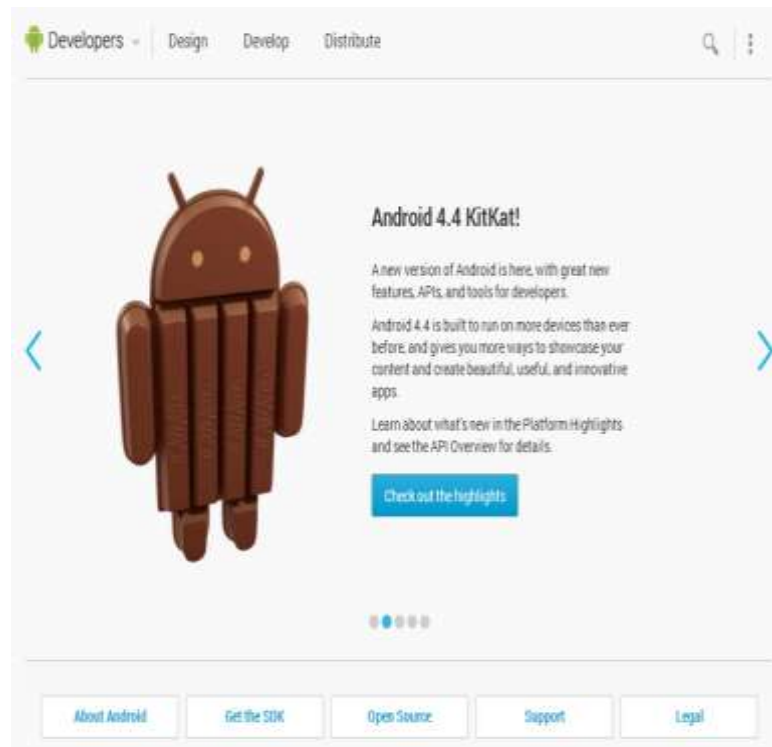 Developers Design Develop Distribute
Android 4.4 KitKat!
A new version of Android is here, with great new
features, APIs, and tools for developers.
Android 4.4 is built to run on more devices than ever
before, and gives you more ways to showcase your
content and create beautiful, useful, and innovative
apps.
Learn about what's new in the Platform Highlights
and see the API Overview for details.
Check out the highlights
About Android Get the SDK Open Source Support Legal